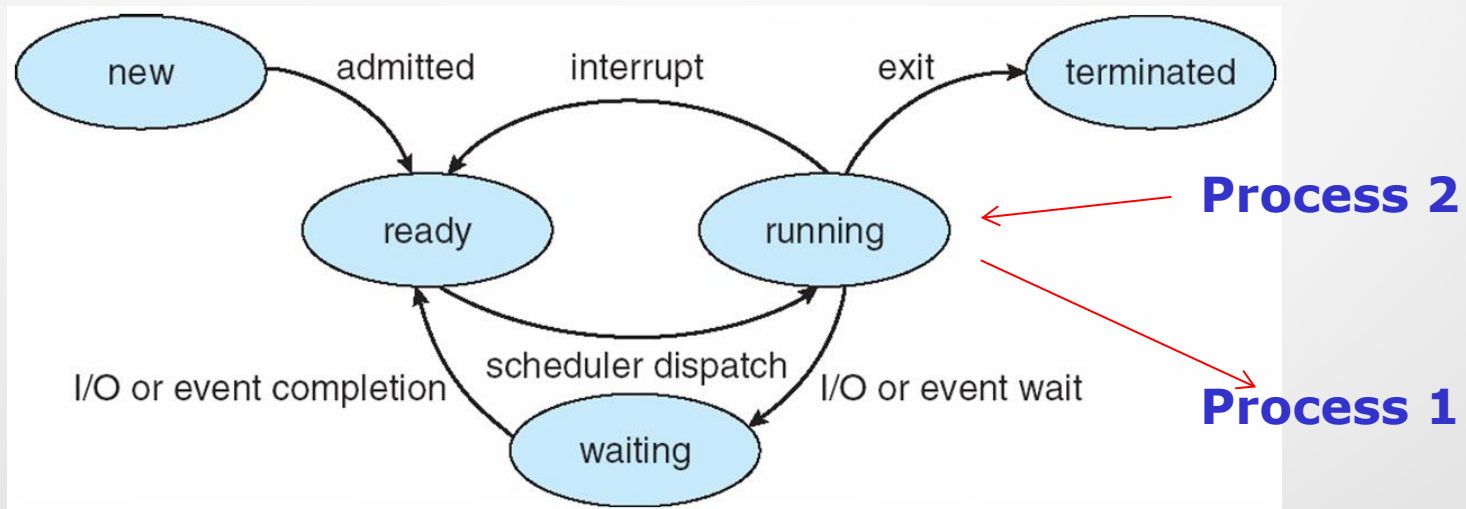 new
admitted
interrupt
exit
terminated
ready
running
Process 2
I/O or event completion
scheduler dispatch
I/O or event wait
Process 1
waiting